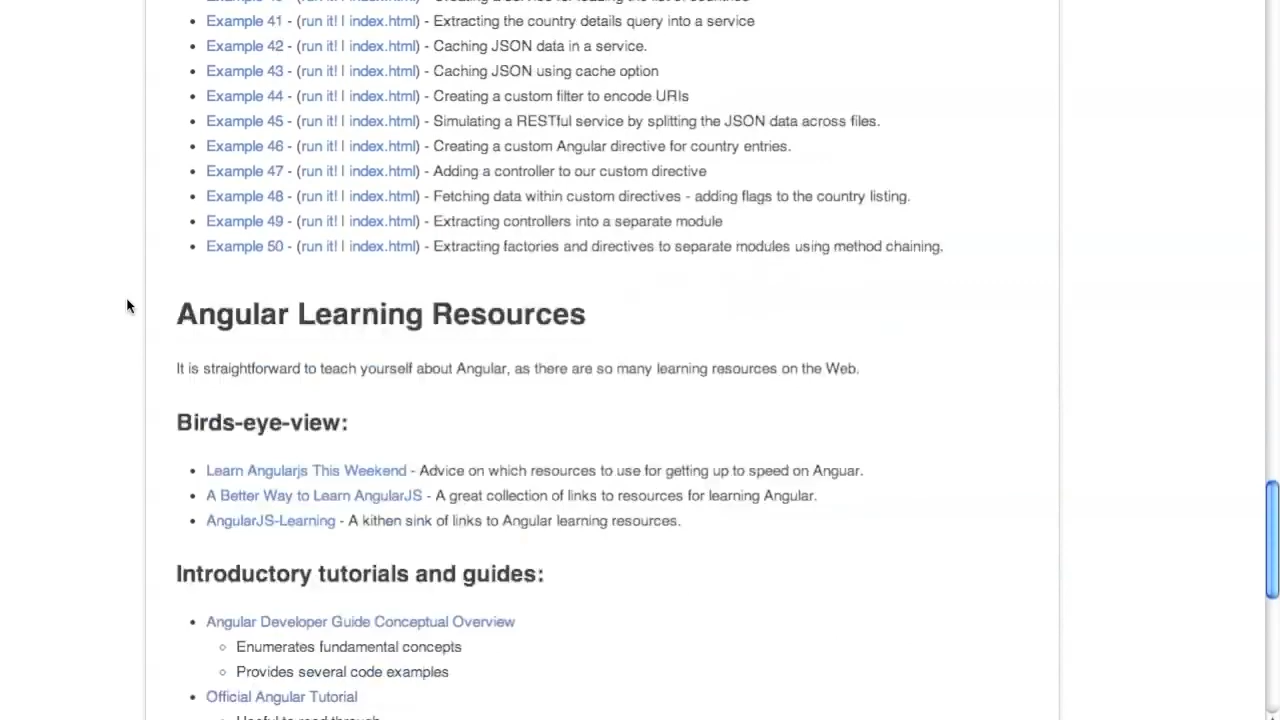 Example 41 - (run it! | index.html) - Extracting the country details query into a service
Example 42 - (run it! | index.html) - Caching JSON data in a service.
Example 43 - (run it! | index.html) - Caching JSON using cache option
Example 44 - (run it! | index.html) - Creating a custom filter to encode URIs
Example 45 - (run it! | index.html) - Simulating a RESTful service by splitting the JSON data across files.
Example 46 - (run it! | index.html) - Creating a custom Angular directive for country entries.
Example 47 - (run it! | index.html) - Adding a controller to our custom directive
Example 48 - (run it! | index.html) - Fetching data within custom directives - adding flags to the country listing.
Example 49 - (run it! | index.html) - Extracting controllers into a separate module
Example 50 - (run it! | index.html) - Extracting factories and directives to separate modules using method chaining.
Angular Learning Resources
It is straightforward to teach yourself about Angular, as there are so many learning resources on the Web.
Birds-eye-view:
Learn Angularjs This Weekend - Advice on which resources to use for getting up to speed on Anguar.
A Better Way to Learn AngularJS - A great collection of links to resources for learning Angular.
AngularJS-Learning - A kithen sink of links to Angular learning resources.
Introductory tutorials and guides:
Angular Developer Guide Conceptual Overview
Enumerates fundamental concepts
Provides several code examples
Official Angular Tutorial
Useful to read through